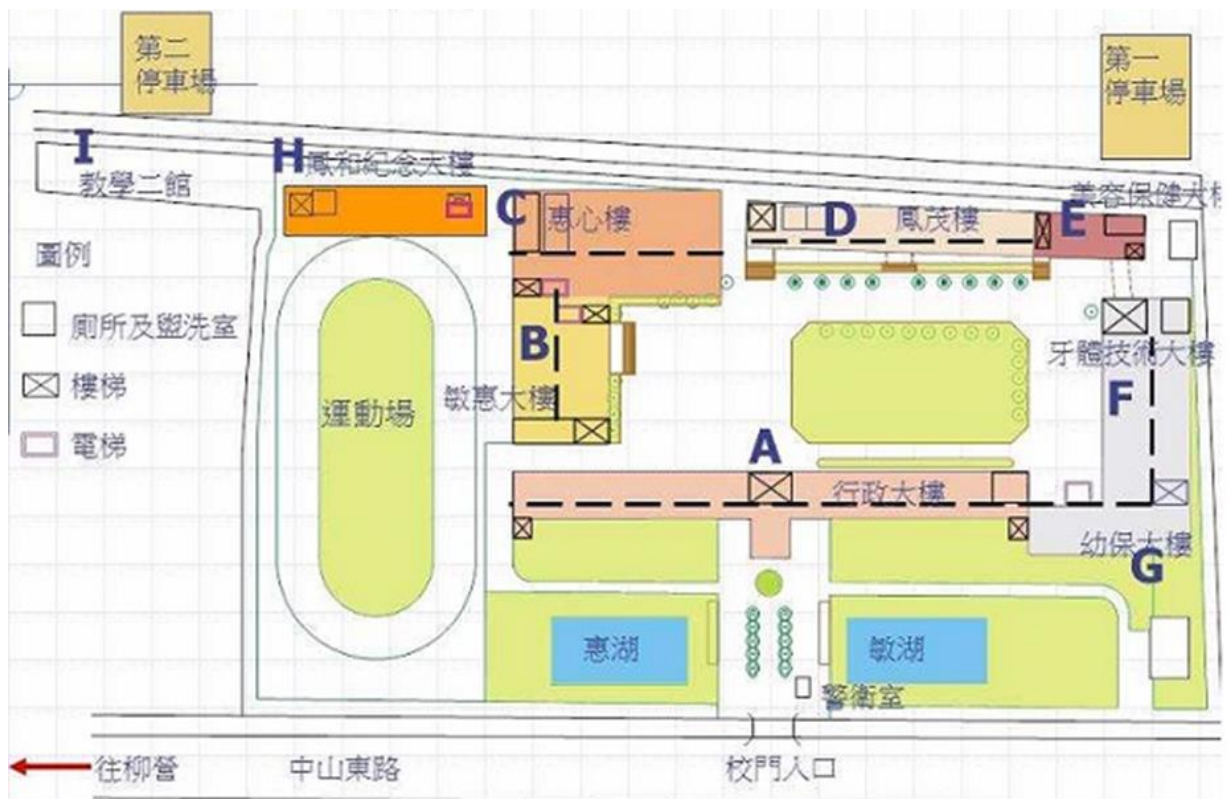 第二
停車場
第一
停車場
I
教學二館
H
鳳和紀念大樓
C
惠心樓
D
鳳茂樓
E
美容保健大樓
圖例
廁所及盥洗室
樓梯
電梯
B
敏惠大樓
運動場
牙體技術大樓
F
A
行政大樓
幼保大樓
G
惠湖
敏湖
警衛室
往柳營
中山東路
校門入口